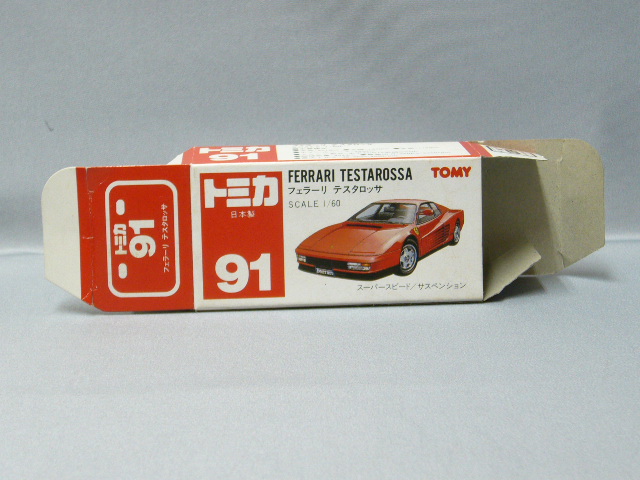 トミカ
91
フェラーリ テスタロッサ
トミカ
91
トミカ
日本製
91
FERRARI TESTAROSSA
フェラーリ テスタロッサ
SCALE 1/60
TOMY
スーパースピード/サスペンション